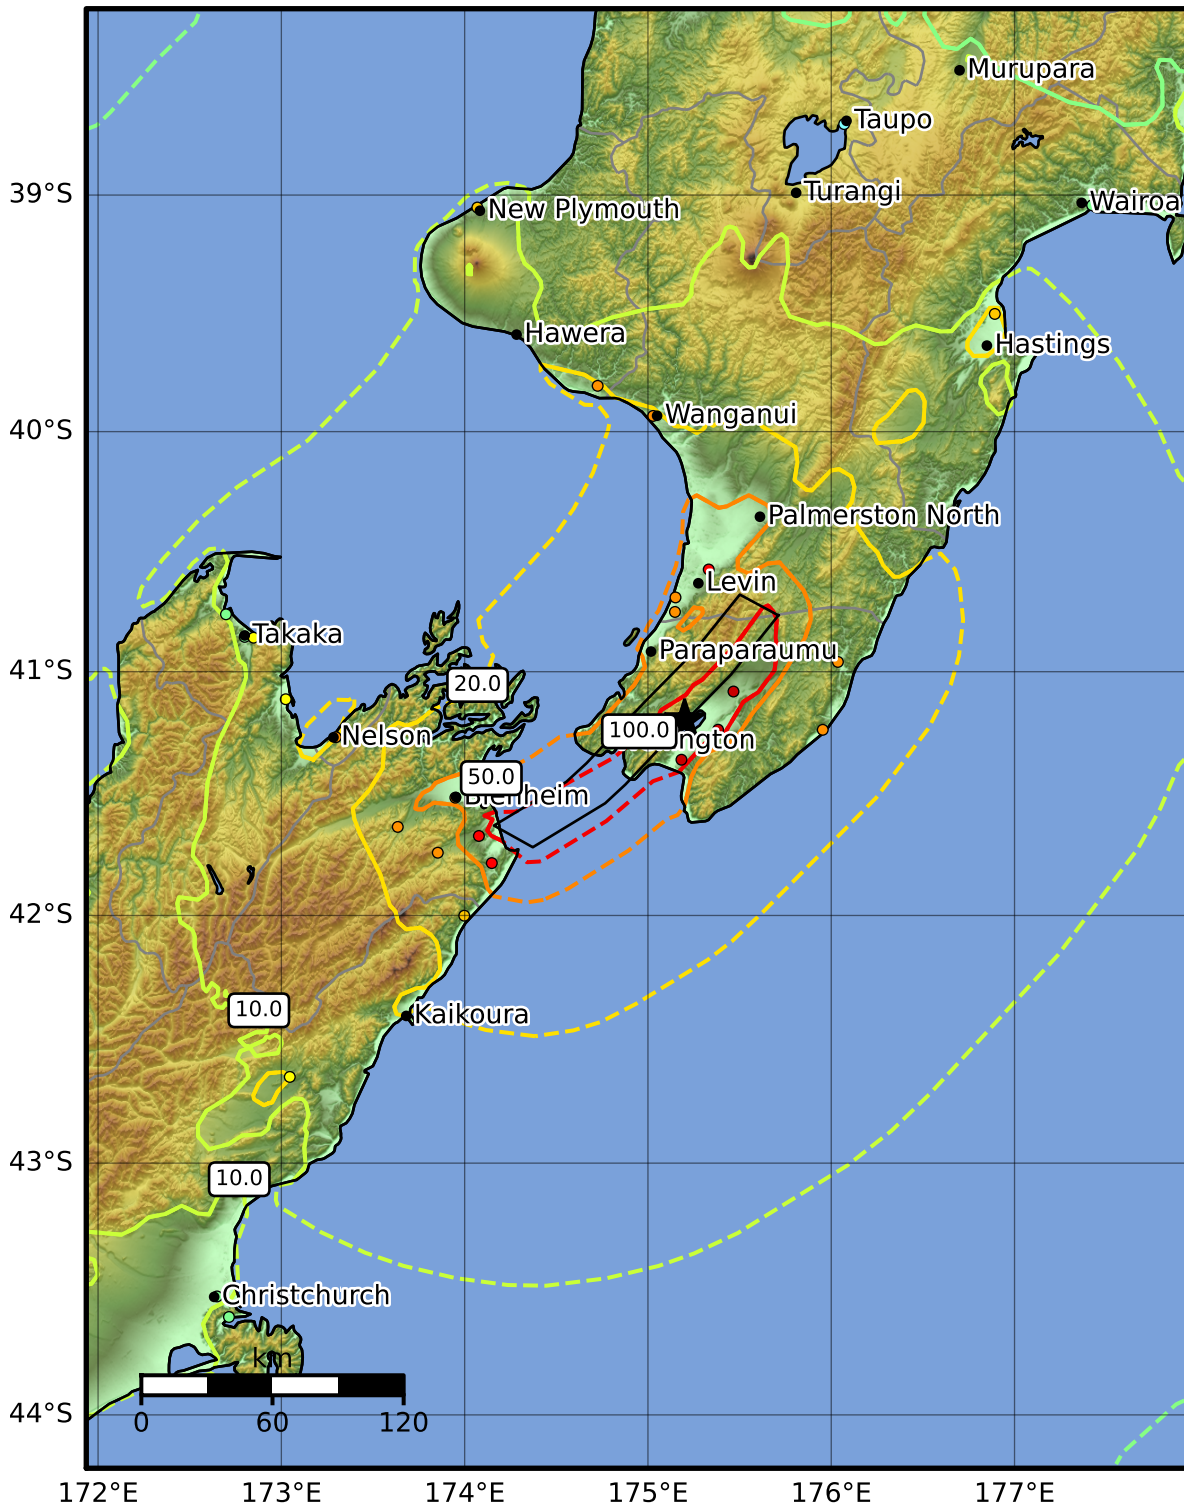 Murupara
Taupo
39°S
Turangi
Wairoa
New Plymouth
Hawera
Hastings
40°S
Wanganui
Palmerston North
Levin
Takaka
Paraparaumu
41°S
20.0
100.0
ngton
Nelson
50.0
Blenheim
42°S
10.0
Kaikoura
43°S
10.0
Christchurch
km
44°S
0 60 120
172°E 173°E 174°E 175°E 176°E 177°E